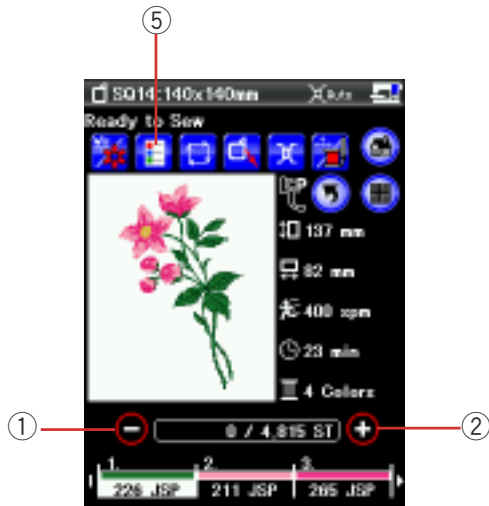 ⑤
SQ14:140x140mm Auto
Ready to Sew
P
137 mm
82 mm
400 spm
23 min
4 Colors
① ②
0 / 4,815 ST
1. 2. 3.
226 JSP 211 JSP 265 JSP